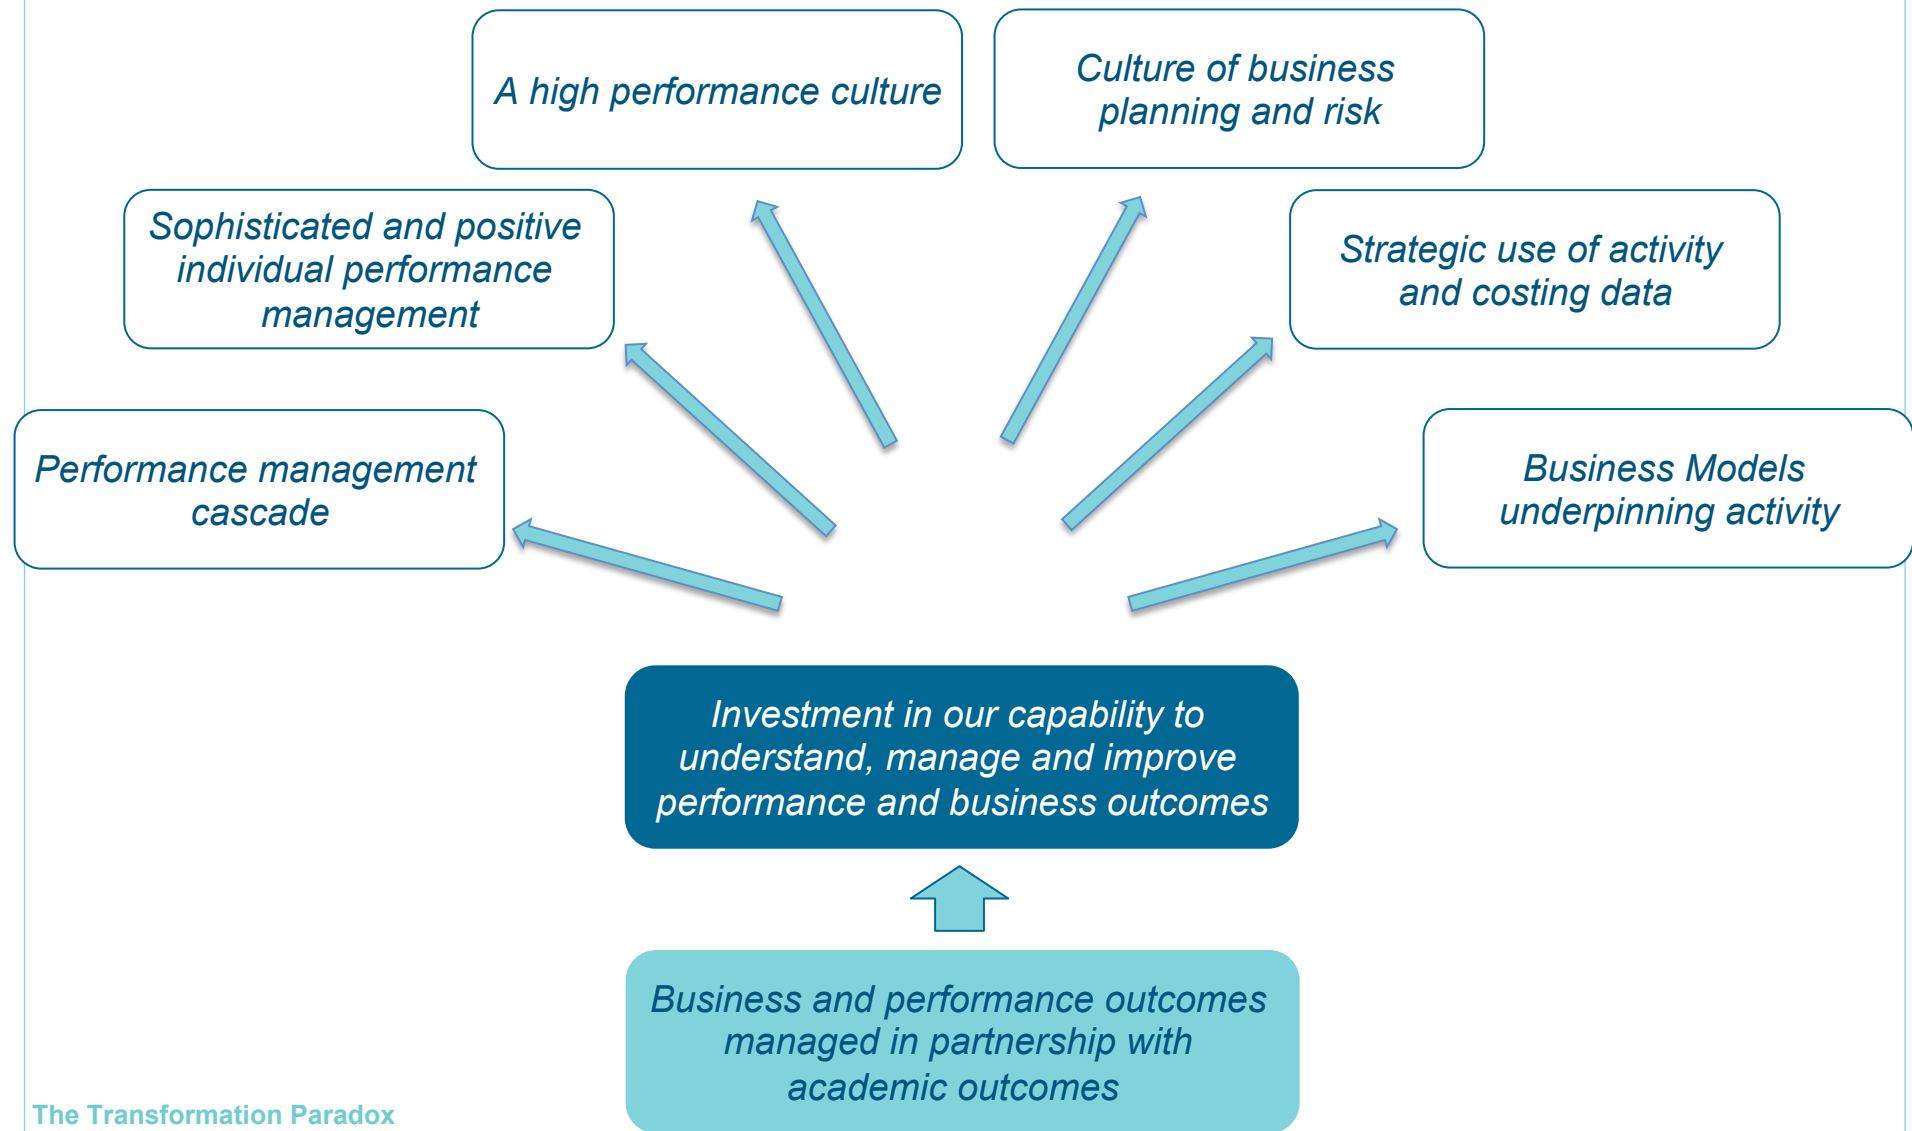 A high performance culture
Culture of business
planning and risk
Sophisticated and positive
individual performance
management
Strategic use of activity
and costing data
Performance management
cascade
Business Models
underpinning activity
Investment in our capability to
understand, manage and improve
performance and business outcomes
Business and performance outcomes
managed in partnership with
academic outcomes
The Transformation Paradox